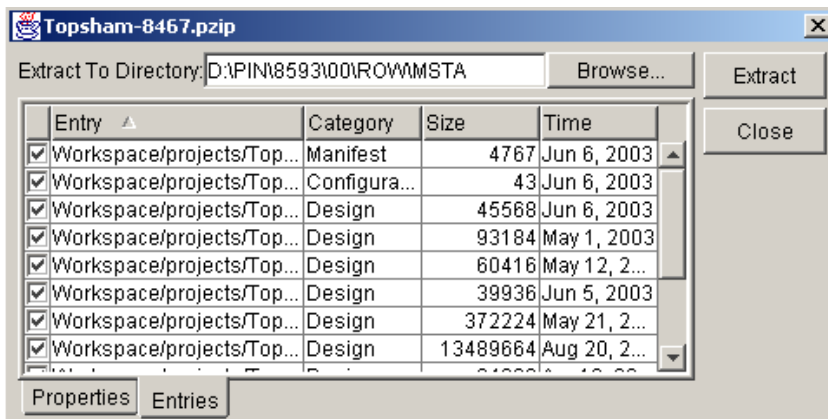 Topsham-8467.pzip
Extract To Directory: D:\PIN\8593\00\ROW\MSTA Browse... Extract
Close
Entry Category Size Time
Workspace/projects/Top... Manifest 4767 Jun 6, 2003
Workspace/projects/Top... Configura... 43 Jun 6, 2003
Workspace/projects/Top... Design 45568 Jun 6, 2003
Workspace/projects/Top... Design 93184 May 1, 2003
Workspace/projects/Top... Design 60416 May 12, 2...
Workspace/projects/Top... Design 39936 Jun 5, 2003
Workspace/projects/Top... Design 372224 May 21, 2...
Workspace/projects/Top... Design 13489664 Aug 20, 2...
Properties Entries